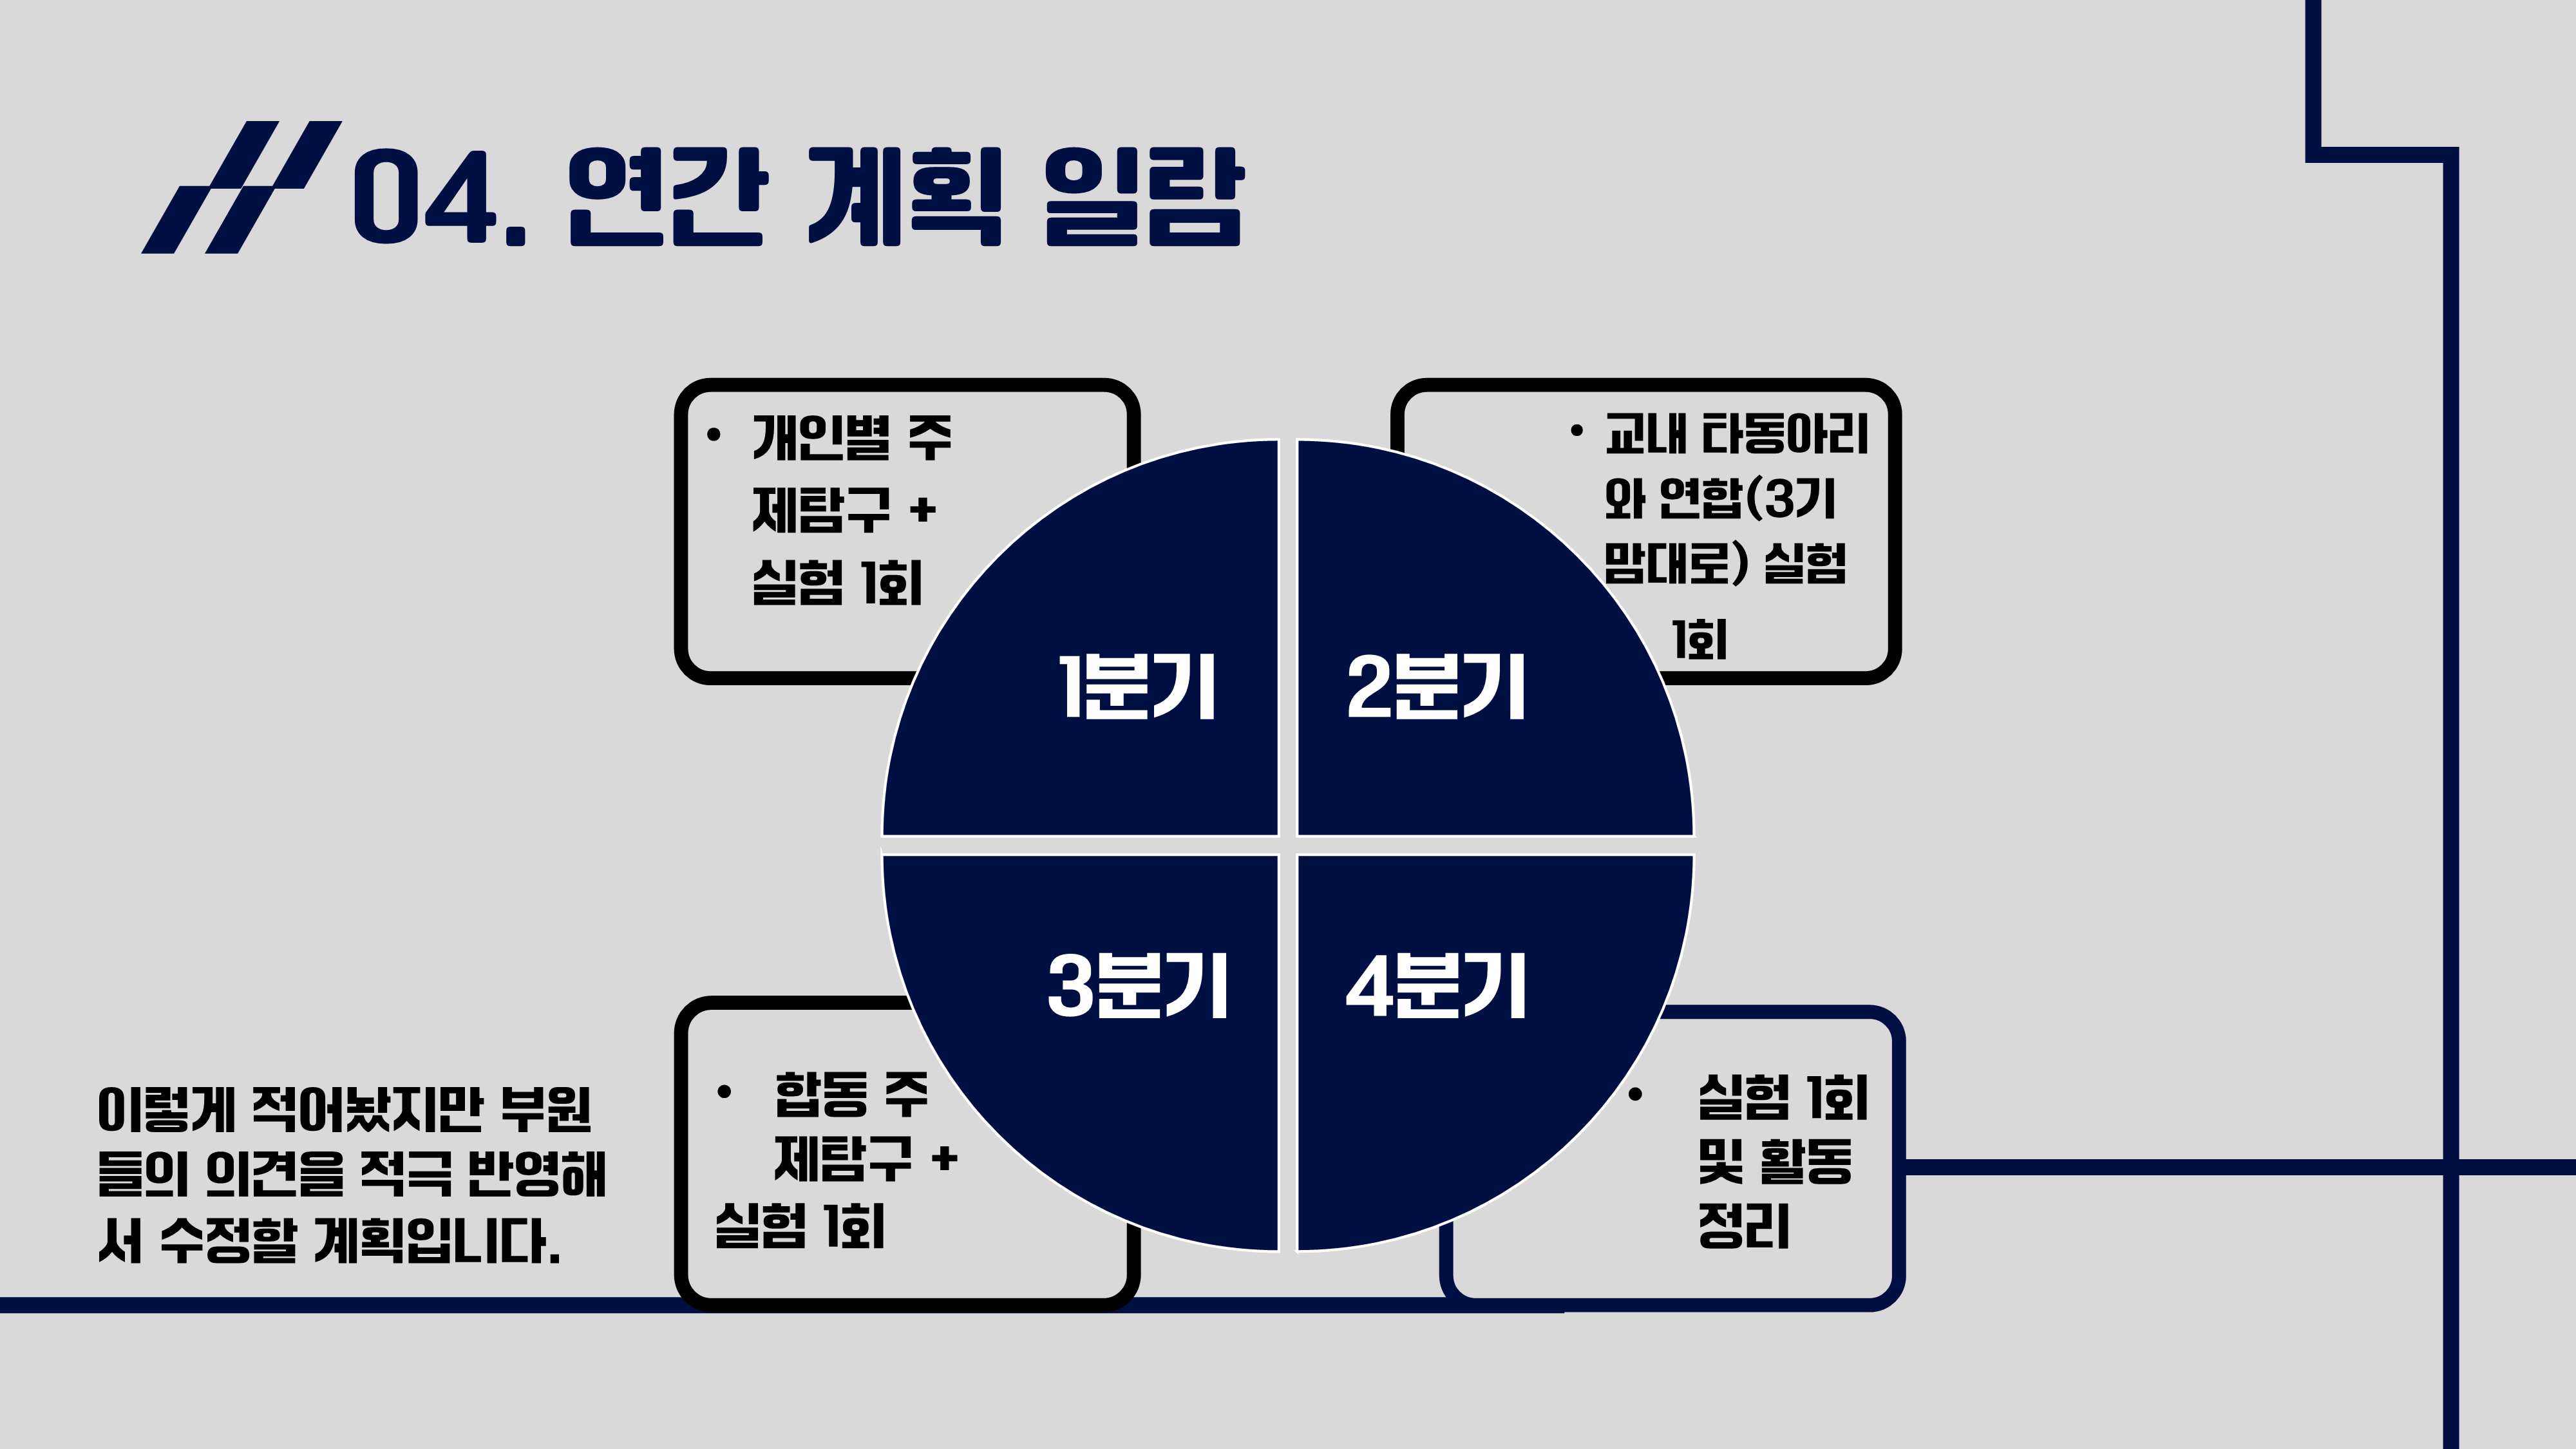 04. 연간 계획 일람
개인별 주
제탐구 +
실험 1회
교내 타동아리
와 연합(3기
맘대로) 실험
1회
1분기
2분기
3분기
4분기
합동 주
제탐구 +
실험 1회
실험 1회
및 활동
정리
이렇게 적어놨지만 부원
들의 의견을 적극 반영해
서 수정할 계획입니다.